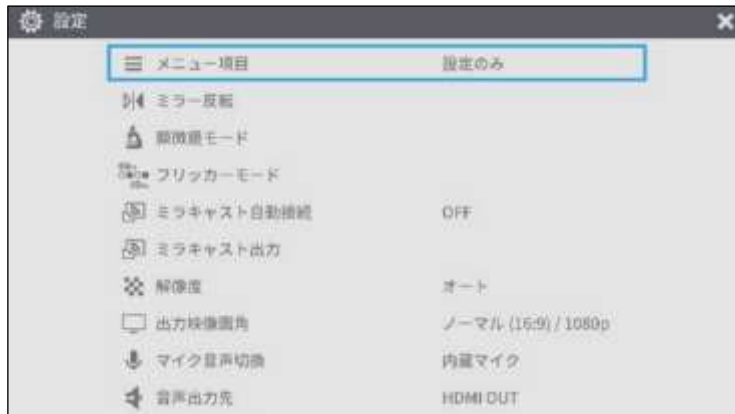 設定
メニュー項目 設定のみ
ミラー反転
顕微鏡モード
フリッカーモード
ミラキャスト自動接続 OFF
ミラキャスト出力
解像度 オート
出力映像画角 ノーマル (16:9) / 1080p
マイク音声切換 内蔵マイク
音声出力先 HDMI OUT